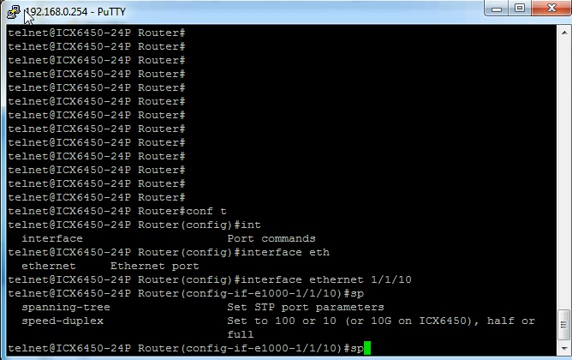 192.168.0.254 - PuTTY
telnet@ICX6450-24P Router#
telnet@ICX6450-24P Router#
telnet@ICX6450-24P Router#
telnet@ICX6450-24P Router#
telnet@ICX6450-24P Router#
telnet@ICX6450-24P Router#
telnet@ICX6450-24P Router#
telnet@ICX6450-24P Router#
telnet@ICX6450-24P Router#
telnet@ICX6450-24P Router#
telnet@ICX6450-24P Router#
telnet@ICX6450-24P Router#
telnet@ICX6450-24P Router#
telnet@ICX6450-24P Router#conf t
telnet@ICX6450-24P Router(config)#int
interface Port commands
telnet@ICX6450-24P Router(config)#interface eth
ethernet Ethernet port
telnet@ICX6450-24P Router(config)#interface ethernet 1/1/10
telnet@ICX6450-24P Router(config-if-e1000-1/1/10)#sp
spanning-tree Set STP port parameters
speed-duplex Set to 100 or 10 (or 10G on ICX6450), half or
full
telnet@ICX6450-24P Router(config-if-e1000-1/1/10)#sp